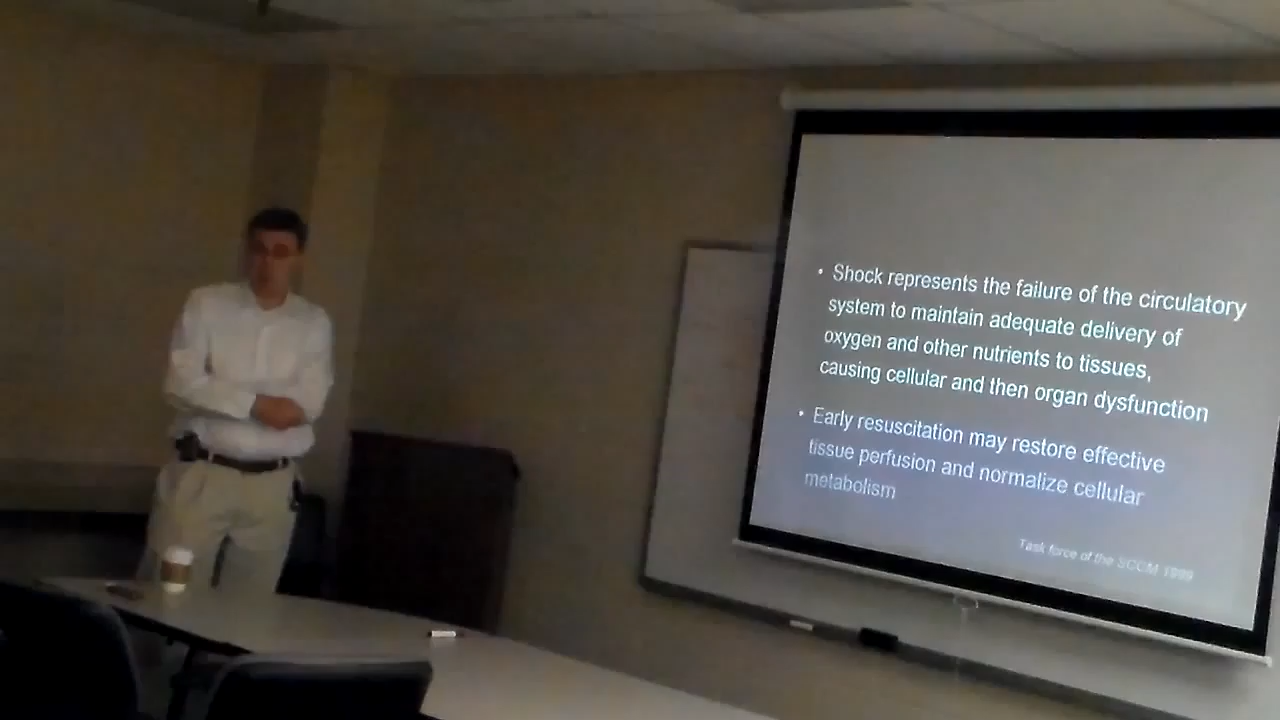 • Shock represents the failure of the circulatory
system to maintain adequate delivery of
oxygen and other nutrients to tissues,
causing cellular and then organ dysfunction
• Early resuscitation may restore effective
tissue perfusion and normalize cellular
metabolism
Task force of the SCCM 1999